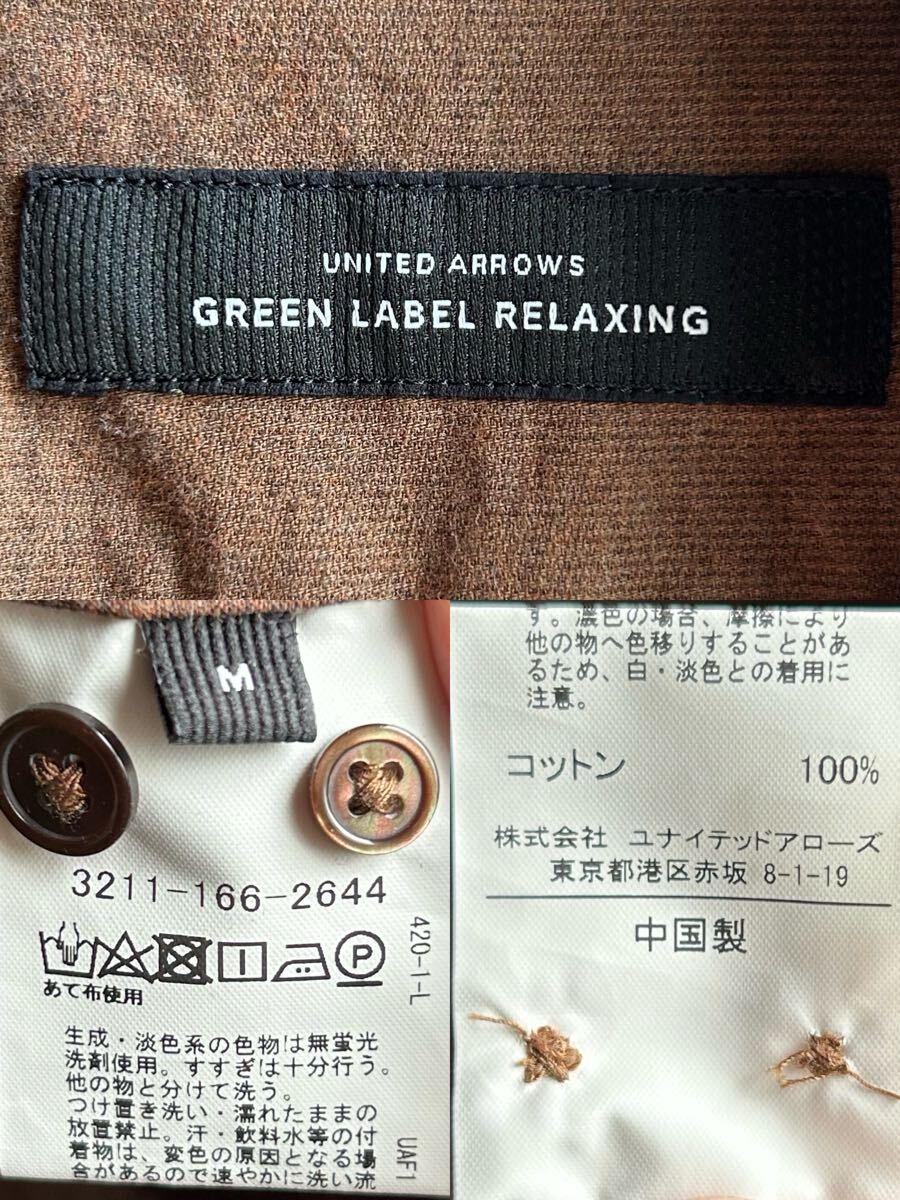 UNITED ARROWS
GREEN LABEL RELAXING
M
3211-166-2644
P
あて布使用
420-1-L
生成・淡色系の色物は無蛍光
洗剤使用。すすぎは十分行う。
他の物と分けて洗う。
つけ置き洗い・濡れたままの
放置禁止。汗・飲料水等の付
着物は、変色の原因となる場
合があるので速やかに洗い流
UAF1
す。濃色の場合、摩擦により
他の物へ色移りすることがあ
るため、白・淡色との着用に
注意。
コットン 100%
株式会社 ユナイテッドアローズ
東京都港区赤坂 8-1-19
中国製